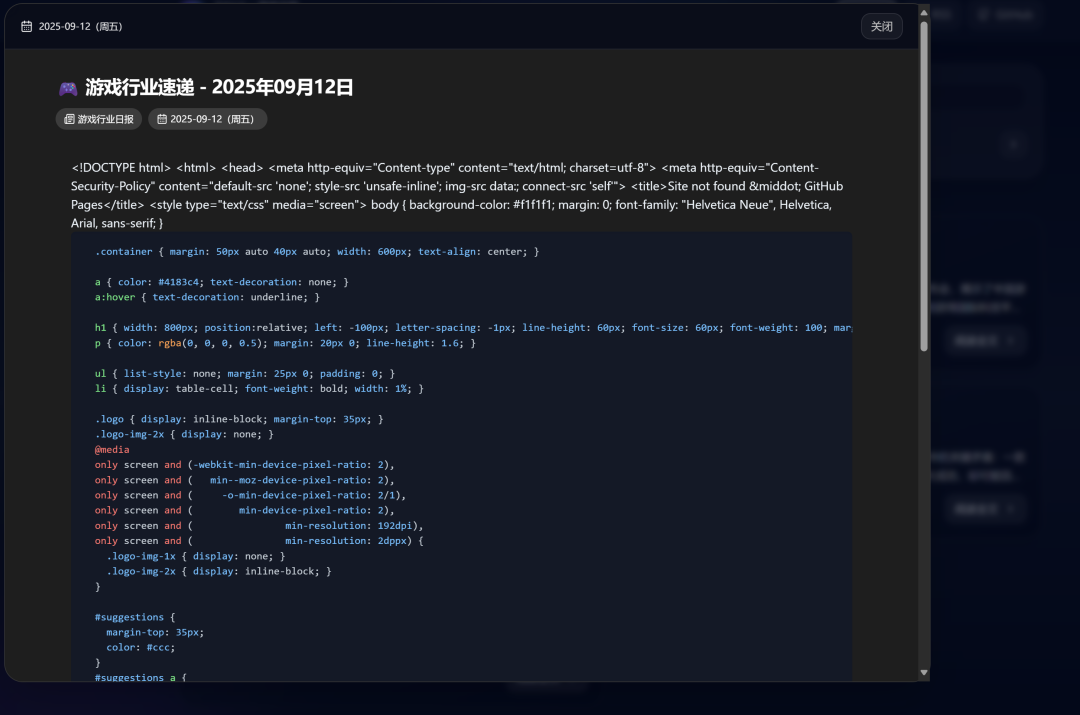 2025-09-12（周五）
关闭
游戏行业速递 - 2025年09月12日
游戏行业日报
2025-09-12（周五）
<!DOCTYPE html> <html> <head> <meta http-equiv="Content-type" content="text/html; charset=utf-8"> <meta http-equiv="Content-
Security-Policy" content="default-src 'none'; style-src 'unsafe-inline'; img-src data:; connect-src 'self'"> <title>Site not found &middot; GitHub
Pages</title> <style type="text/css" media="screen"> body { background-color: #f1f1f1; margin: 0; font-family: "Helvetica Neue", Helvetica,
Arial, sans-serif; }
.container { margin: 50px auto 40px auto; width: 600px; text-align: center; }
a { color: #4183c4; text-decoration: none; }
a:hover { text-decoration: underline; }
h1 { width: 800px; position:relative; left: -100px; letter-spacing: -1px; line-height: 60px; font-size: 60px; font-weight: 100; mar
p { color: rgba(0, 0, 0, 0.5); margin: 20px 0; line-height: 1.6; }
ul { list-style: none; margin: 25px 0; padding: 0; }
li { display: table-cell; font-weight: bold; width: 1%; }
.logo { display: inline-block; margin-top: 35px; }
.logo-img-2x { display: none; }
@media
only screen and (-webkit-min-device-pixel-ratio: 2),
only screen and (   min--moz-device-pixel-ratio: 2),
only screen and (     -o-min-device-pixel-ratio: 2/1),
only screen and (        min-device-pixel-ratio: 2),
only screen and (                min-resolution: 192dpi),
only screen and (                min-resolution: 2dppx) {
  .logo-img-1x { display: none; }
  .logo-img-2x { display: inline-block; }
}
#suggestions {
  margin-top: 35px;
  color: #ccc;
}
#suggestions a {